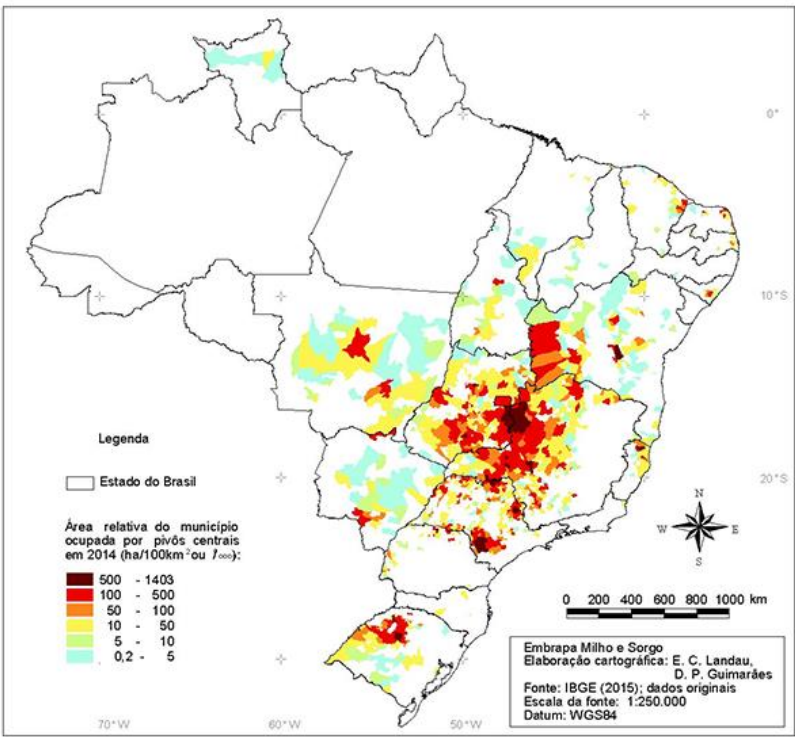 0°
10°S
20°S
Legenda
Estado do Brasil
Área relativa do município
ocupada por pivôs centrais
em 2014 (ha/100km² ou
500 - 1403
100 - 500
50 - 100
10 - 50
5 - 10
0,2 - 5
N
W E
S
0 200 400 600 800 1000 km
Embrapa Milho e Sorgo
Elaboração cartográfica: E. C. Landau,
D. P. Guimarães
Fonte: IBGE (2015); dados originais
Escala da fonte: 1:250.000
Datum: WGS84
70°W 60°W 50°W